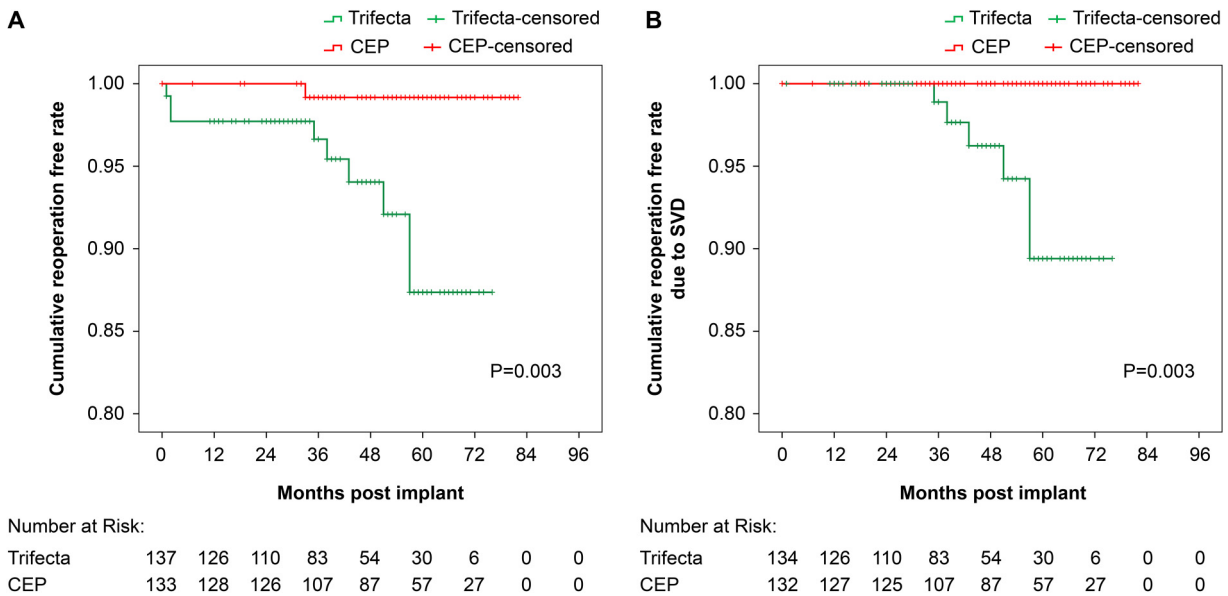 A
Trifecta Trifecta-censored
CEP CEP-censored
Cumulative reoperation free rate
1.00
0.95
0.90
0.85
0.80
P=0.003
0 12 24 36 48 60 72 84 96
Months post implant
Number at Risk:
Trifecta 137 126 110 83 54 30 6 0 0
CEP 133 128 126 107 87 57 27 0 0
B
Trifecta Trifecta-censored
CEP CEP-censored
Cumulative reoperation free rate
due to SVD
1.00
0.95
0.90
0.85
0.80
P=0.003
0 12 24 36 48 60 72 84 96
Months post implant
Number at Risk:
Trifecta 134 126 110 83 54 30 6 0 0
CEP 132 127 125 107 87 57 27 0 0